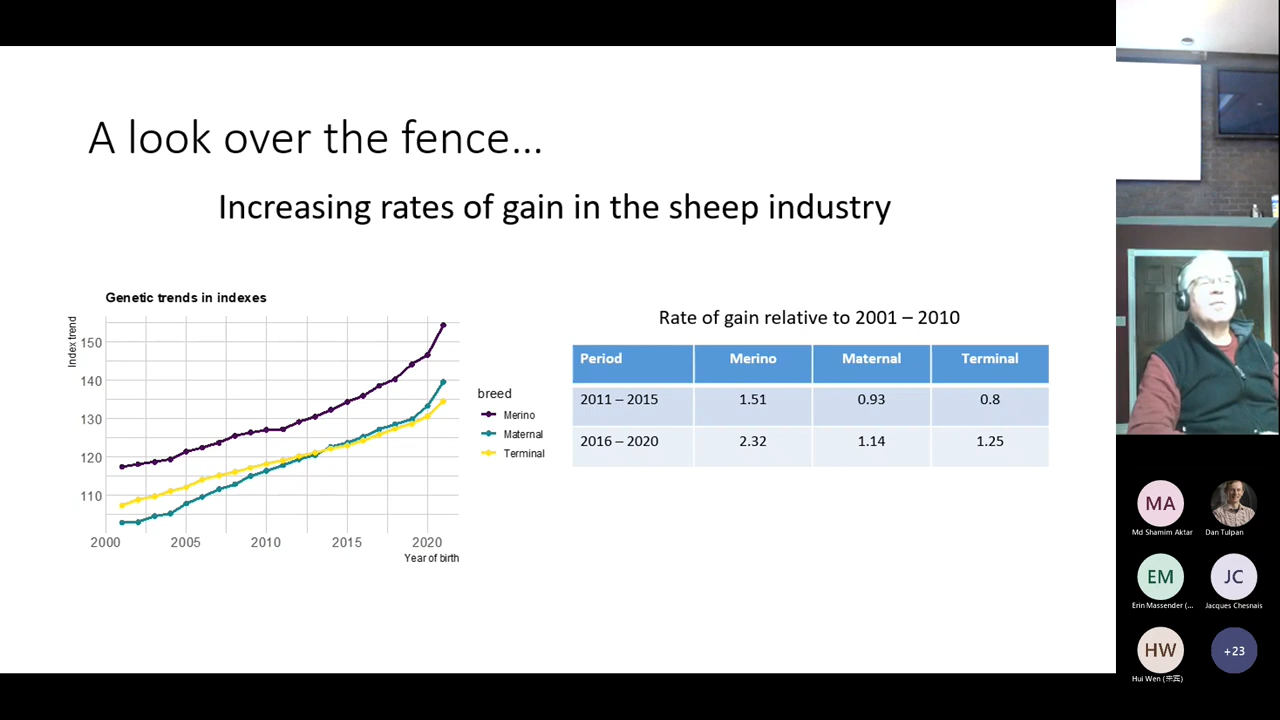 A look over the fence...
Increasing rates of gain in the sheep industry
Genetic trends in indexes
Index trend
150
140
130
120
110
2000 2005 2010 2015 2020
Year of birth
breed
Merino
Maternal
Terminal
Rate of gain relative to 2001 – 2010
Period Merino Maternal Terminal
2011 – 2015 1.51 0.93 0.8
2016 – 2020 2.32 1.14 1.25
MA
Md Shamim Aktar Dan Tulpan
EM JC
Erin Massender (... Jacques Chesnais
HW +23
Hui Wen